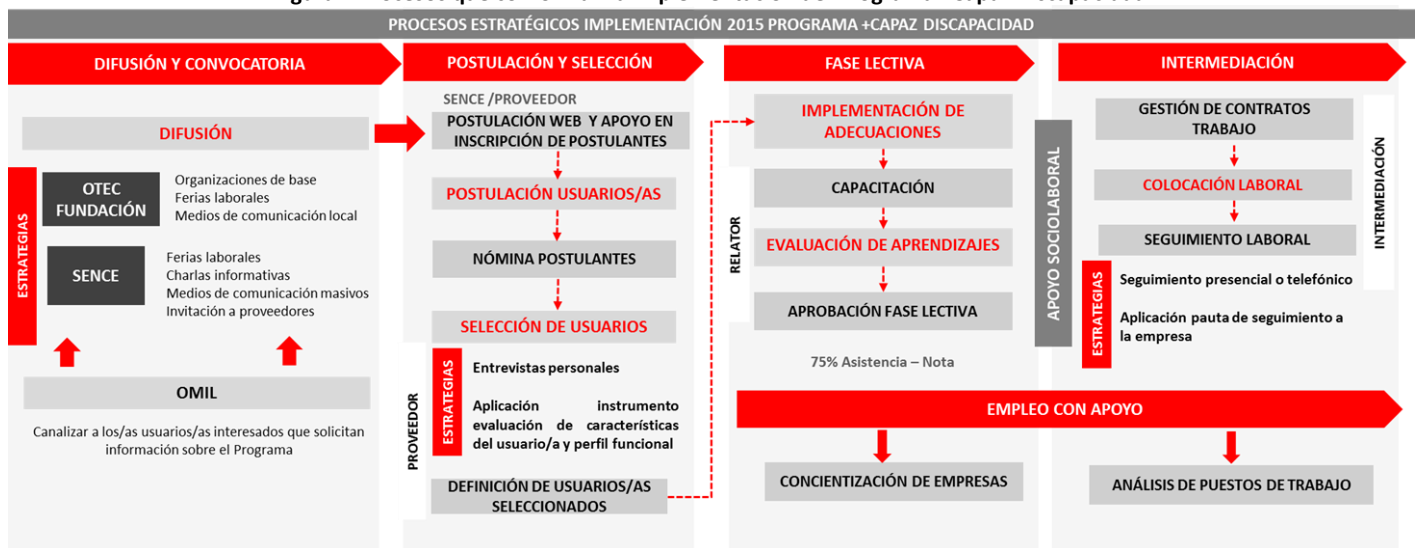 PROCESOS ESTRATÉGICOS IMPLEMENTACIÓN 2015 PROGRAMA +CAPAZ DISCAPACIDAD
DIFUSIÓN Y CONVOCATORIA
DIFUSIÓN
ESTRATEGIAS
OTEC
FUNDACIÓN
Organizaciones de base
Ferias laborales
Medios de comunicación local
SENCE
Ferias laborales
Charlas informativas
Medios de comunicación masivos
Invitación a proveedores
OMIL
Canalizar a los/as usuarios/as interesados que solicitan
información sobre el Programa
POSTULACIÓN Y SELECCIÓN
SENCE /PROVEEDOR
POSTULACIÓN WEB Y APOYO EN
INSCRIPCIÓN DE POSTULANTES
POSTULACIÓN USUARIOS/AS
NÓMINA POSTULANTES
SELECCIÓN DE USUARIOS
PROVEEDOR
ESTRATEGIAS
Entrevistas personales
Aplicación instrumento
evaluación de características
del usuario/a y perfil funcional
DEFINICIÓN DE USUARIOS/AS
SELECCIONADOS
FASE LECTIVA
IMPLEMENTACIÓN DE
ADECUACIONES
RELATOR
CAPACITACIÓN
EVALUACIÓN DE APRENDIZAJES
APROBACIÓN FASE LECTIVA
75% Asistencia – Nota
APOYO SOCIOLABORAL
INTERMEDIACIÓN
GESTIÓN DE CONTRATOS
TRABAJO
COLOCACIÓN LABORAL
SEGUIMIENTO LABORAL
INTERMEDIACIÓN
ESTRATEGIAS
Seguimiento presencial o telefónico
Aplicación pauta de seguimiento a
la empresa
EMPLEO CON APOYO
CONCIENTIZACIÓN DE EMPRESAS
ANÁLISIS DE PUESTOS DE TRABAJO